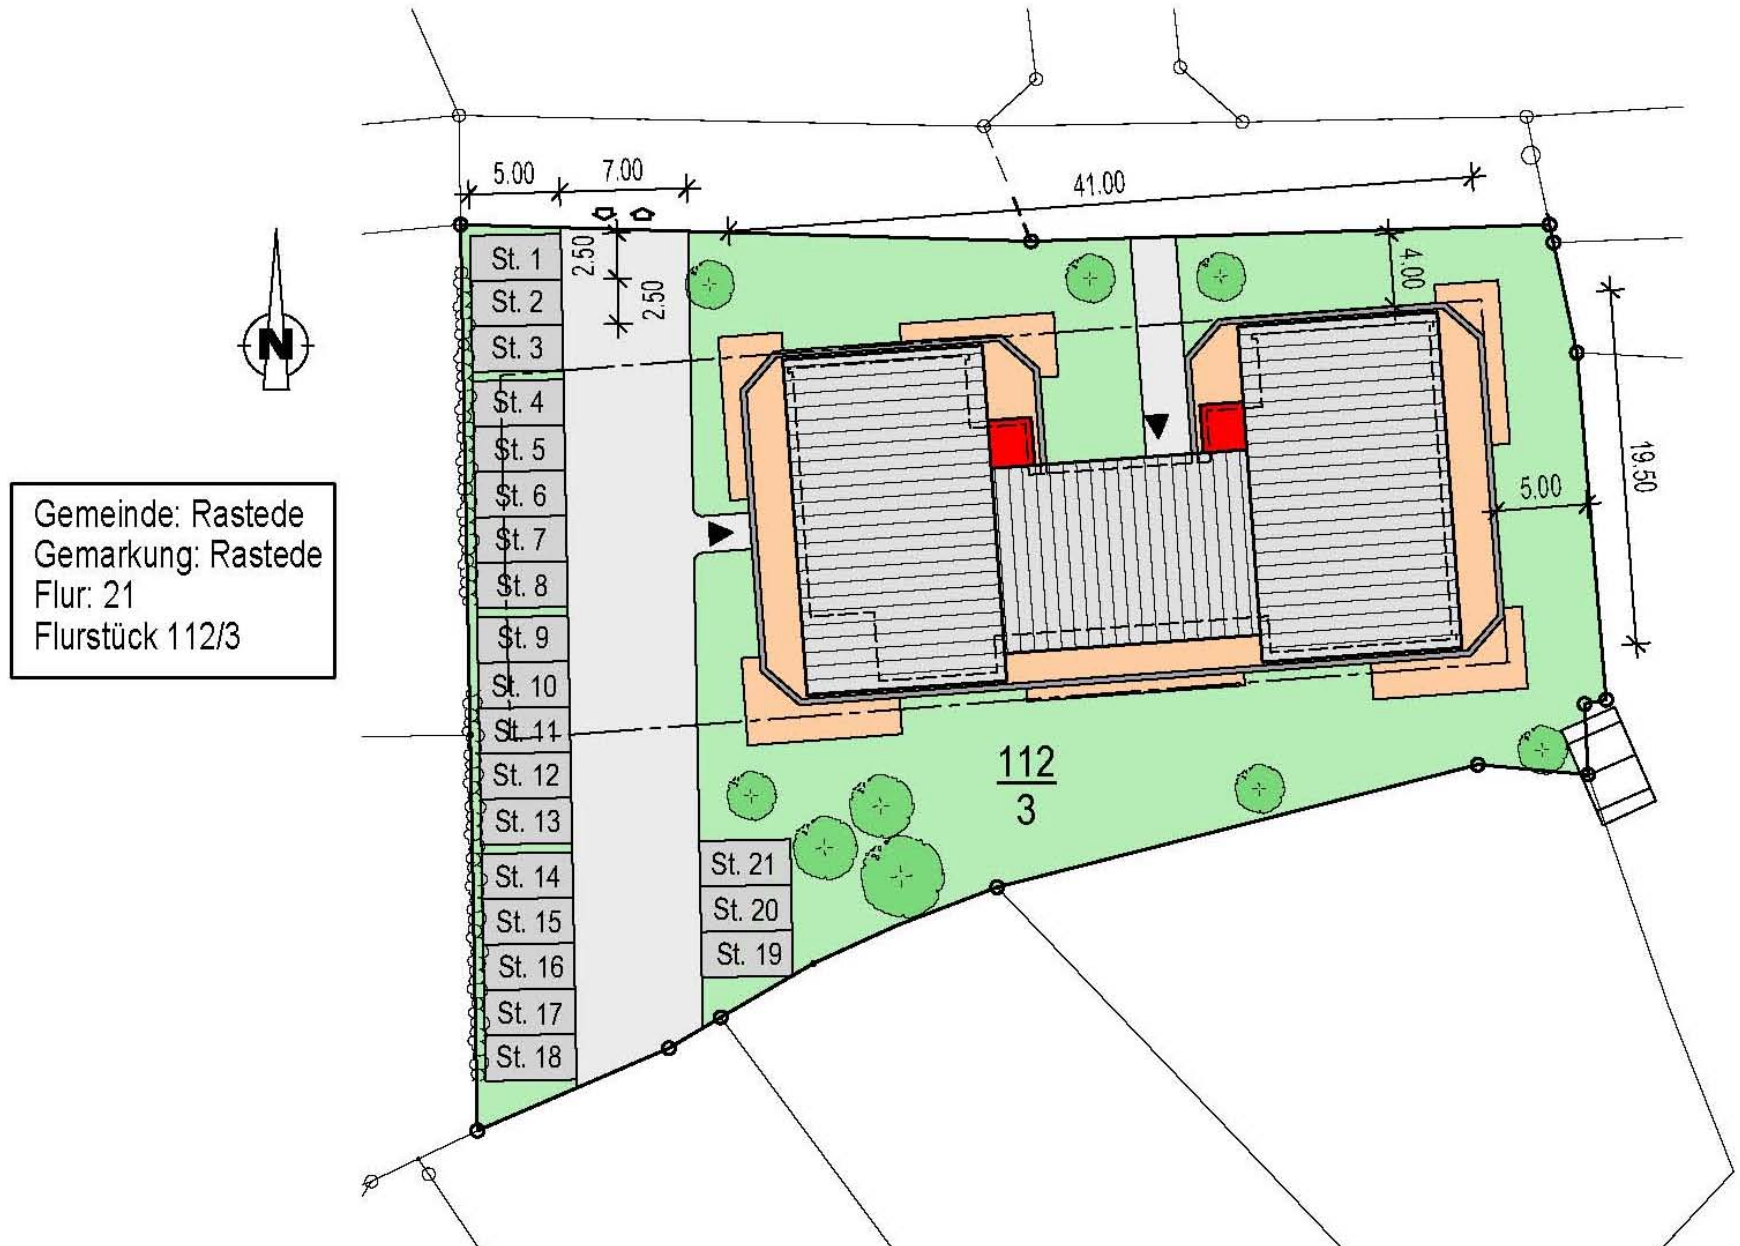 5.00
7.00
41.00
2.50
2.50
4.00
19.50
5.00
N
Gemeinde: Rastede
Gemarkung: Rastede
Flur: 21
Flurstück 112/3
St. 1
St. 2
St. 3
St. 4
St. 5
St. 6
St. 7
St. 8
St. 9
St. 10
St. 11
St. 12
St. 13
St. 14
St. 15
St. 16
St. 17
St. 18
St. 21
St. 20
St. 19
112
3